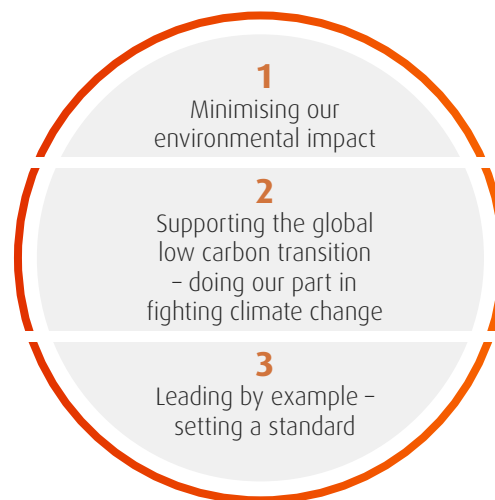 1
Minimising our
environmental impact
2
Supporting the global
low carbon transition
– doing our part in
fighting climate change
3
Leading by example –
setting a standard